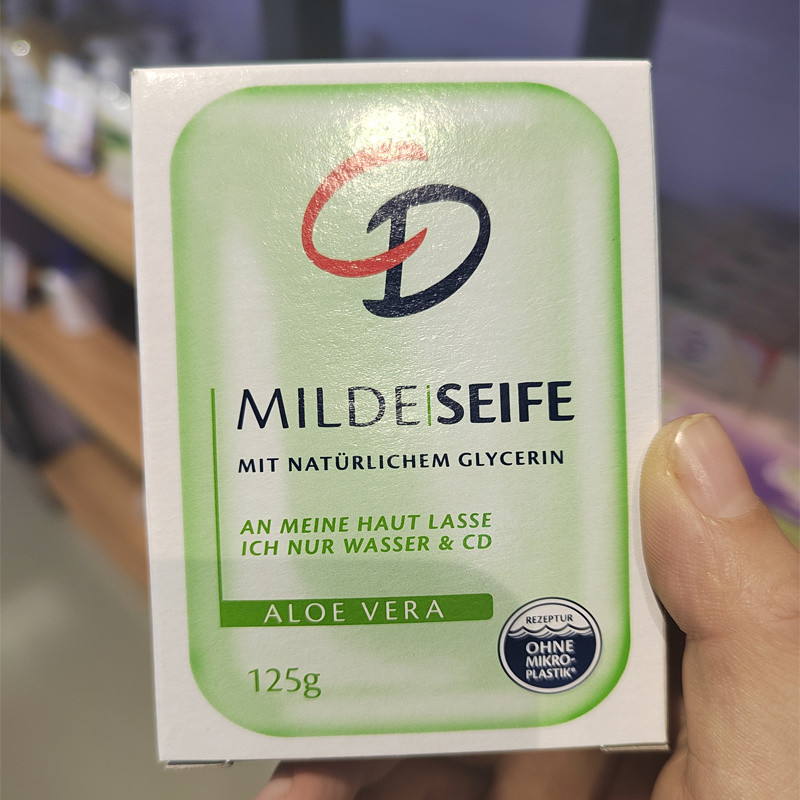 CD
MILDE|SEIFE
MIT NATÜRLICHEM GLYCERIN
AN MEINE HAUT LASSE
ICH NUR WASSER & CD
ALOE VERA
125g
REZEPTUR
OHNE
MIKRO-
PLASTIK*